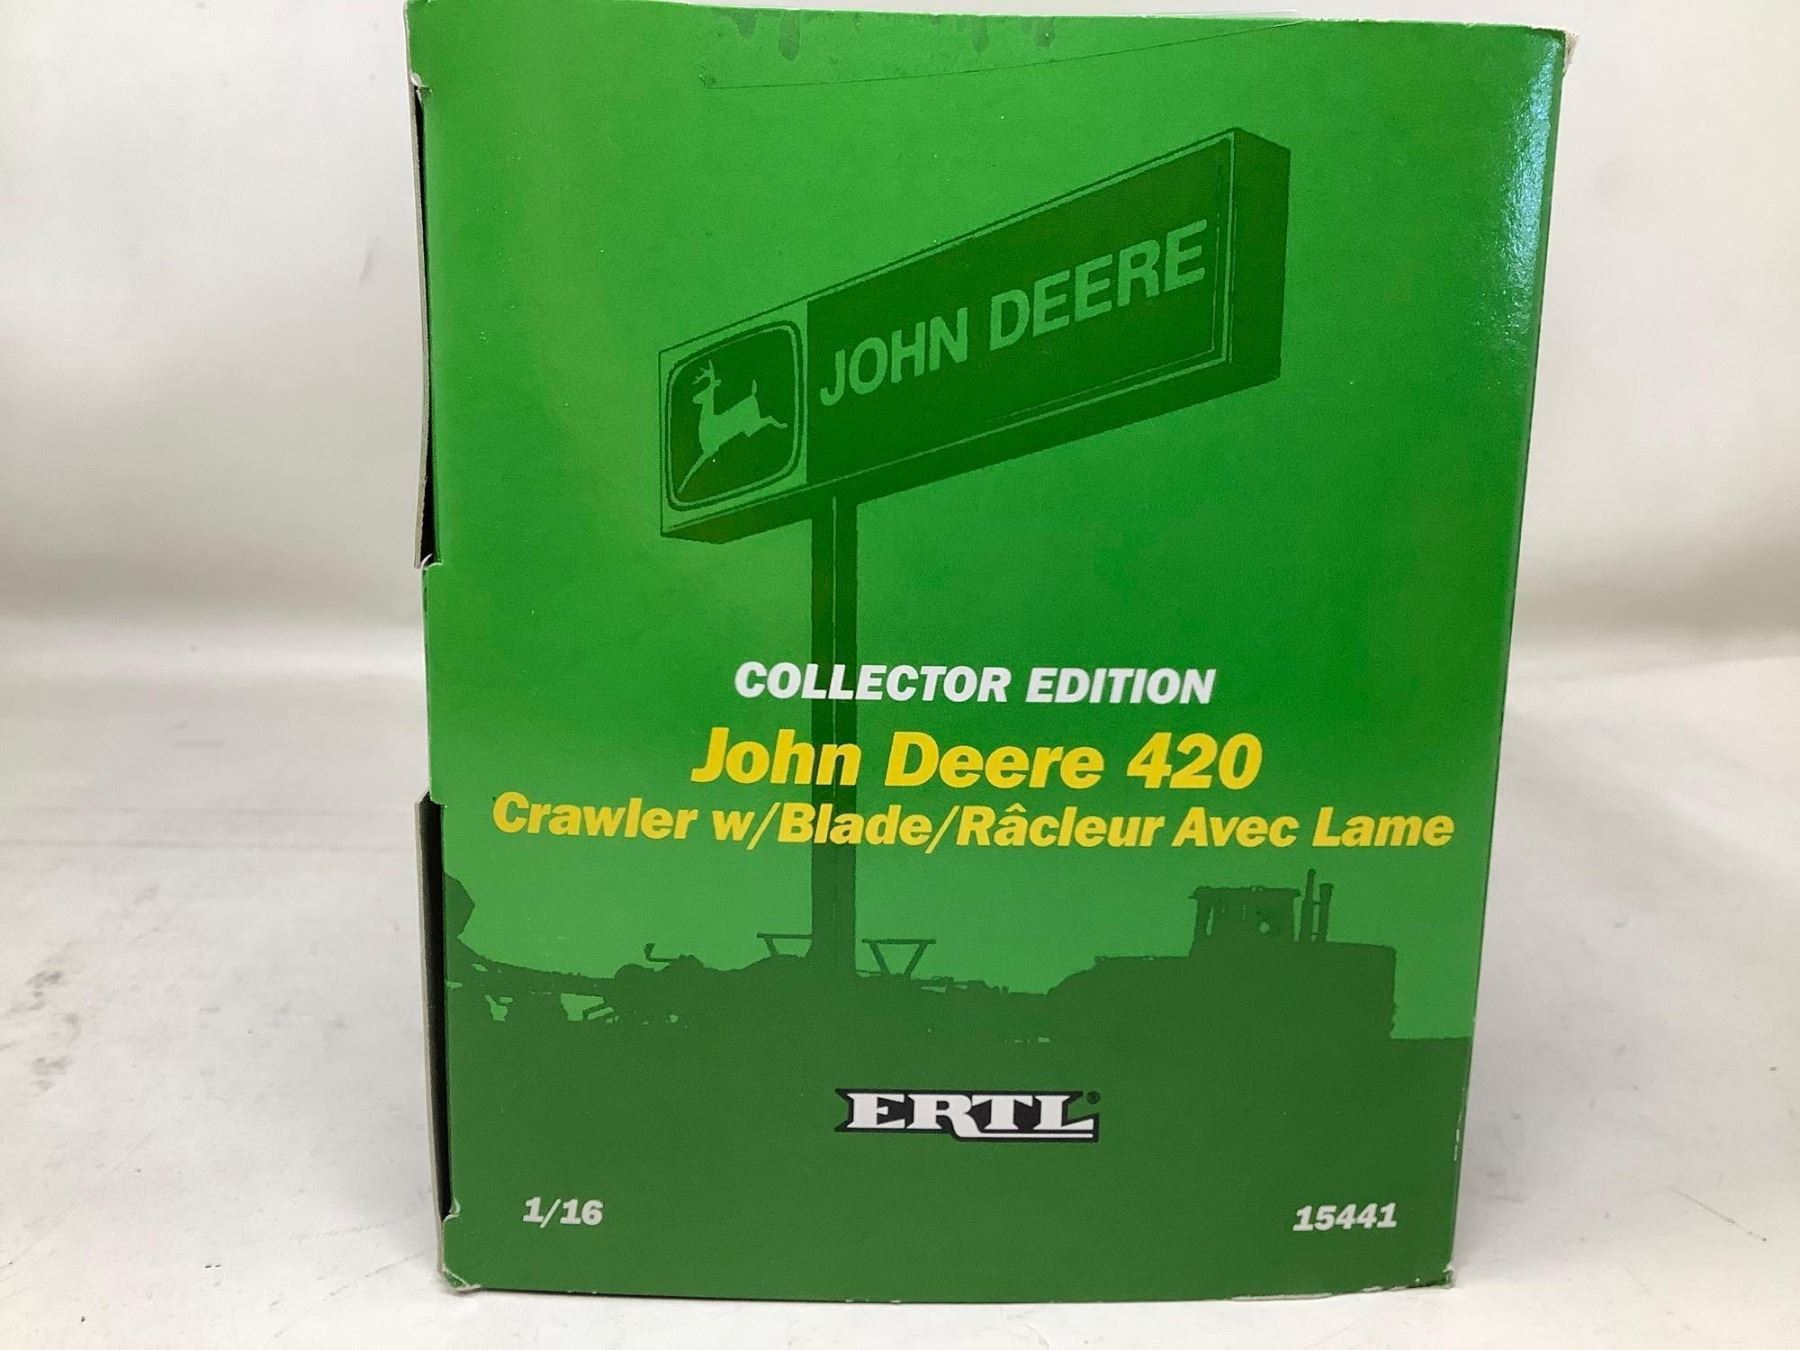 JOHN DEERE
COLLECTOR EDITION
John Deere 420
Crawler w/Blade/Râcleur Avec Lame
ERTL®
1/16
15441